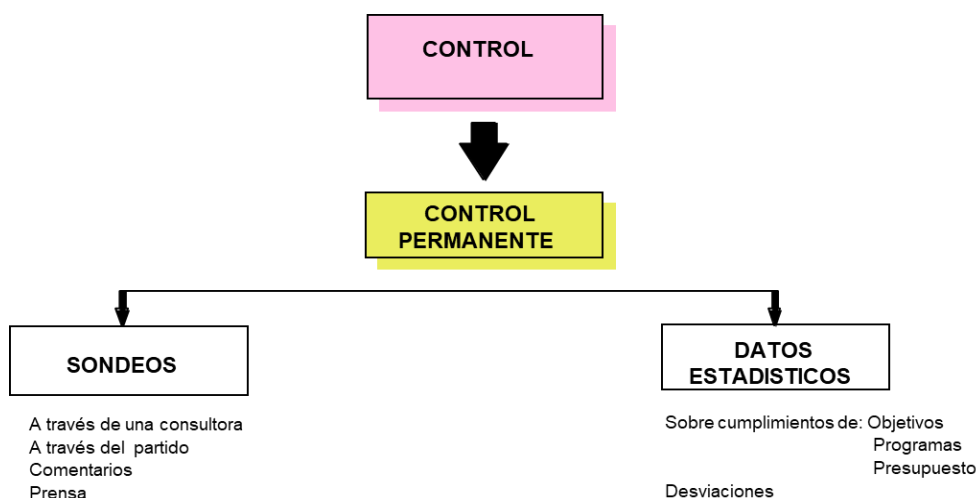 CONTROL
CONTROL
PERMANENTE
SONDEOS
A través de una consultora
A través del partido
Comentarios
Prensa
DATOS
ESTADISTICOS
Sobre cumplimientos de: Objetivos
Programas
Presupuesto
Desviaciones